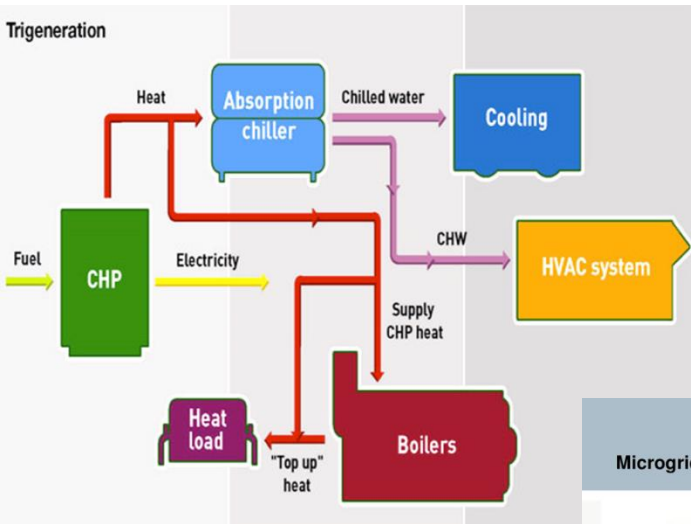 Trigeneration
Heat
Absorption
chiller
Chilled water
Cooling
Fuel
CHP
Electricity
CHW
HVAC system
Supply
CHP heat
Heat
load
"Top up"
heat
Boilers